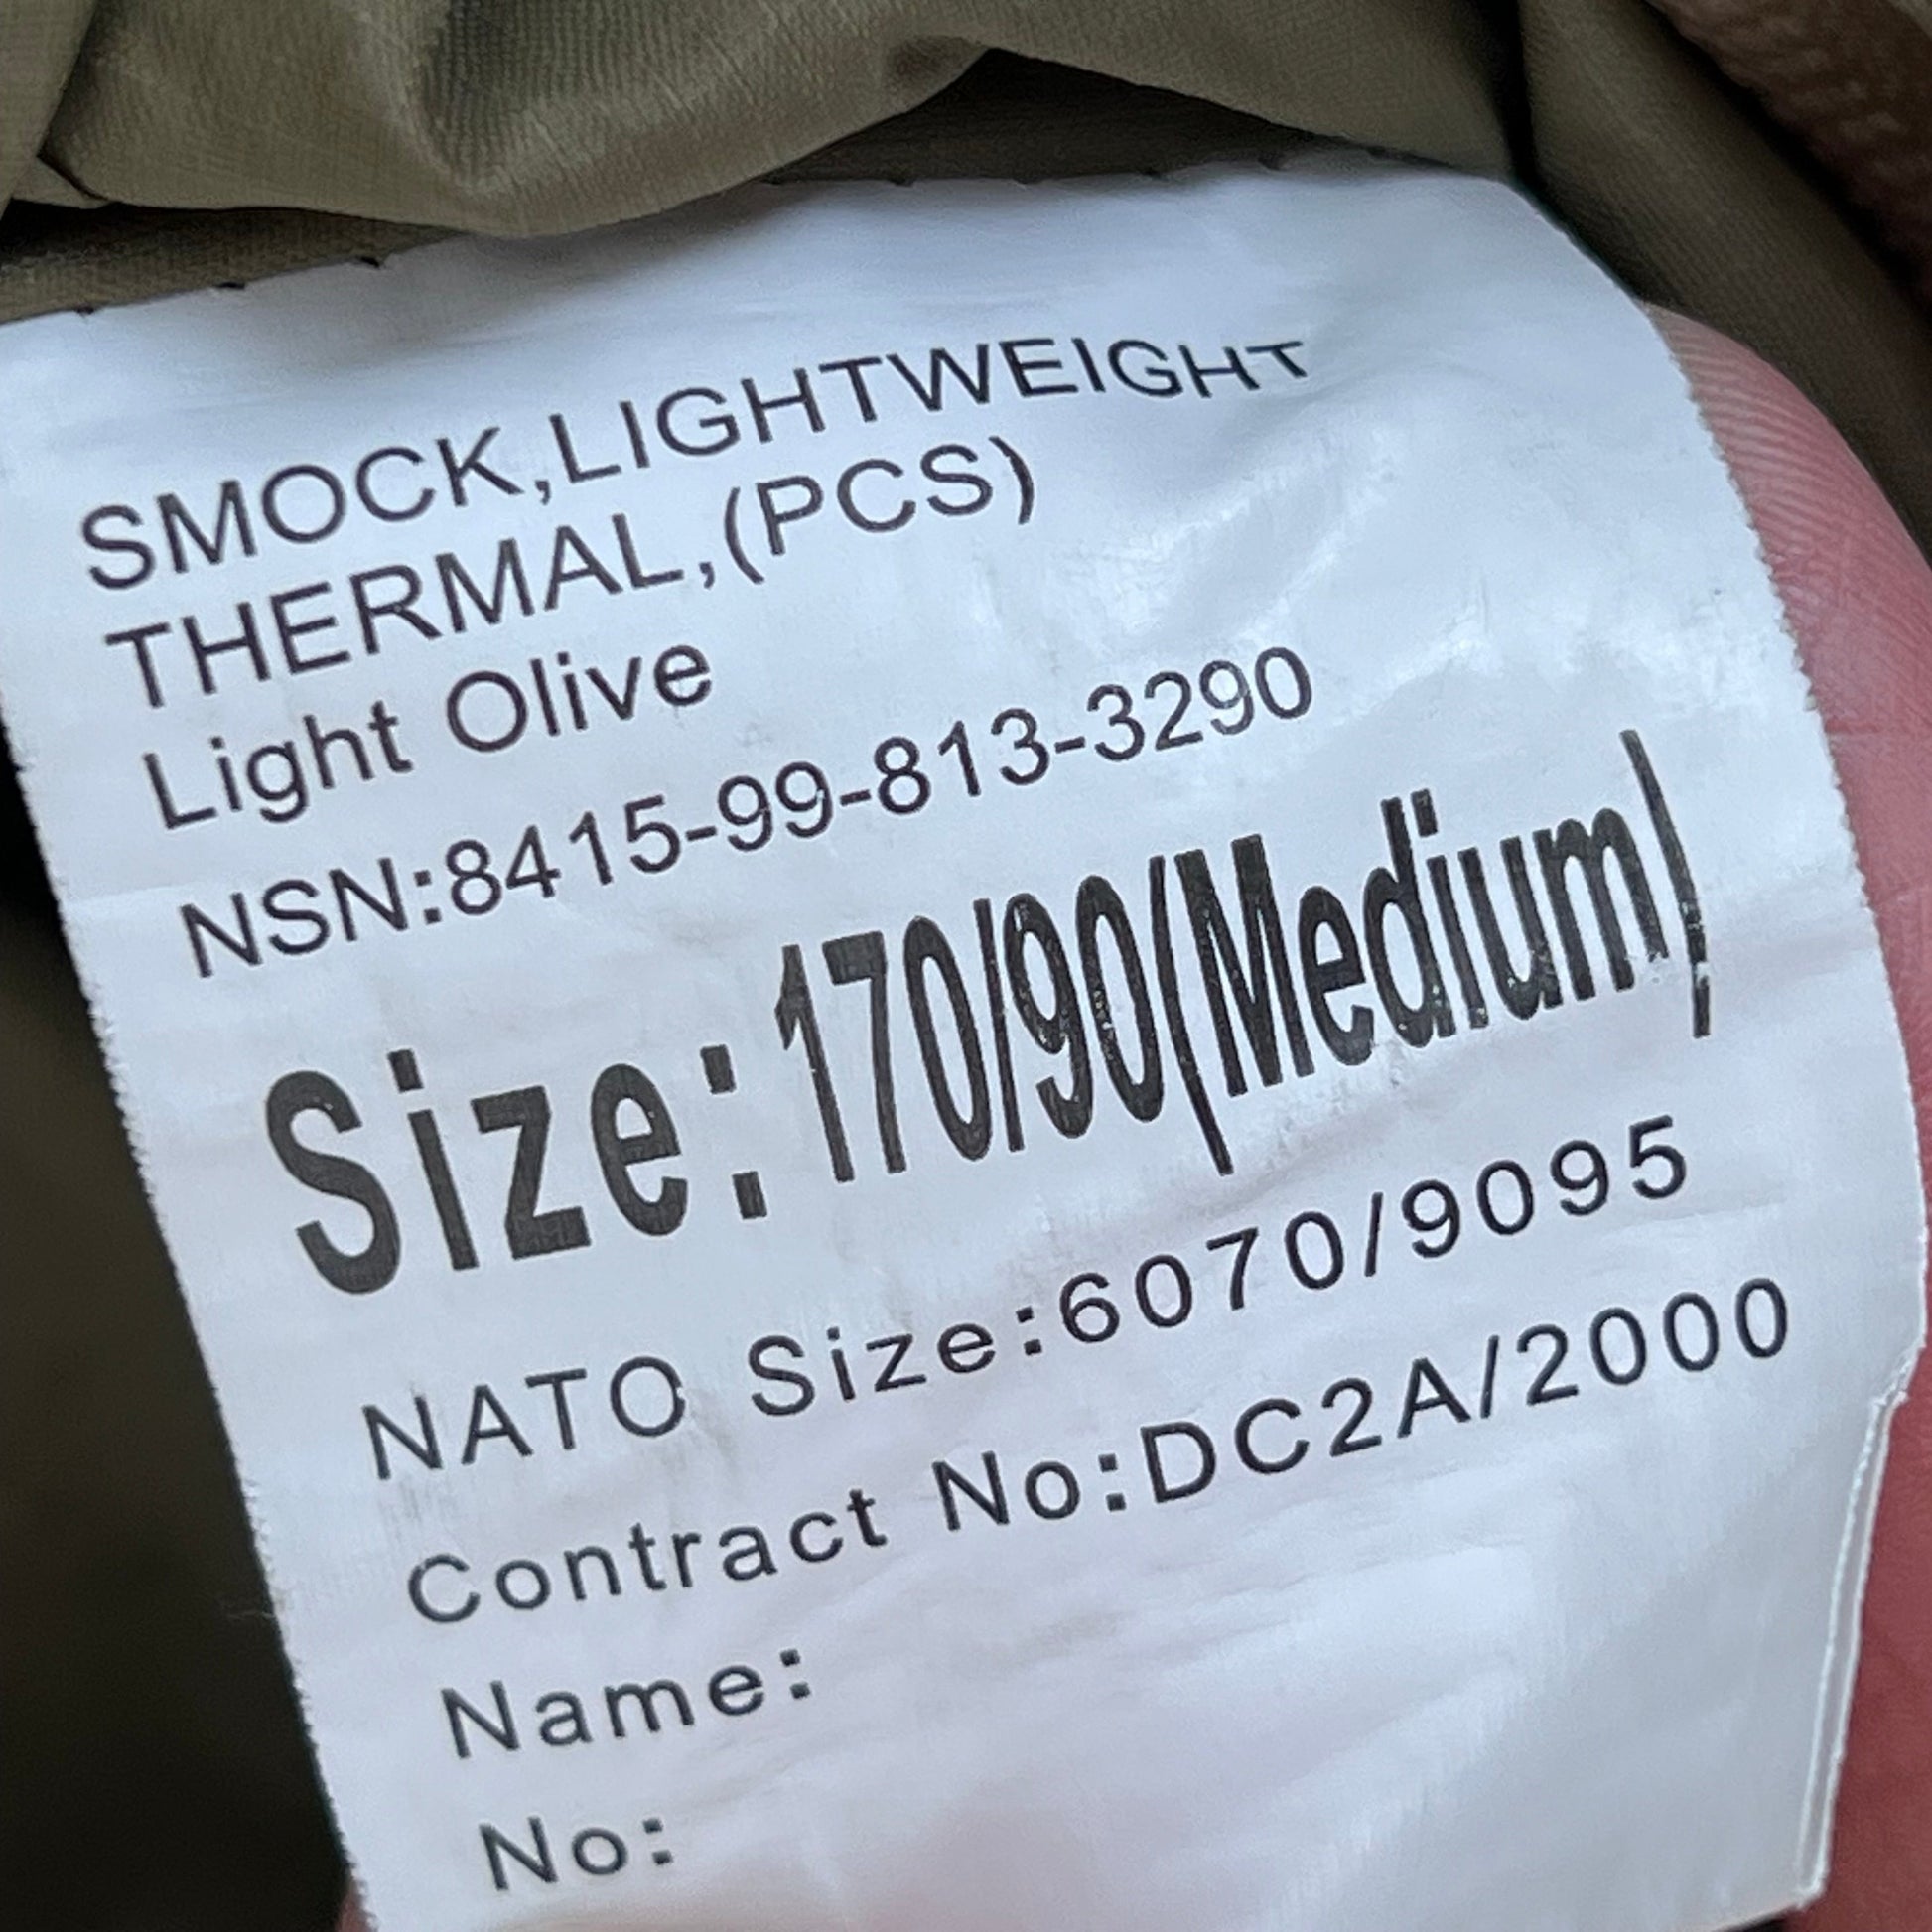 SMOCK,LIGHTWEIGHT
THERMAL,(PCS)
Light Olive
NSN:8415-99-813-3290
Size:170/90(Medium)
NATO Size:6070/9095
Contract No:DC2A/2000
Name:
No: